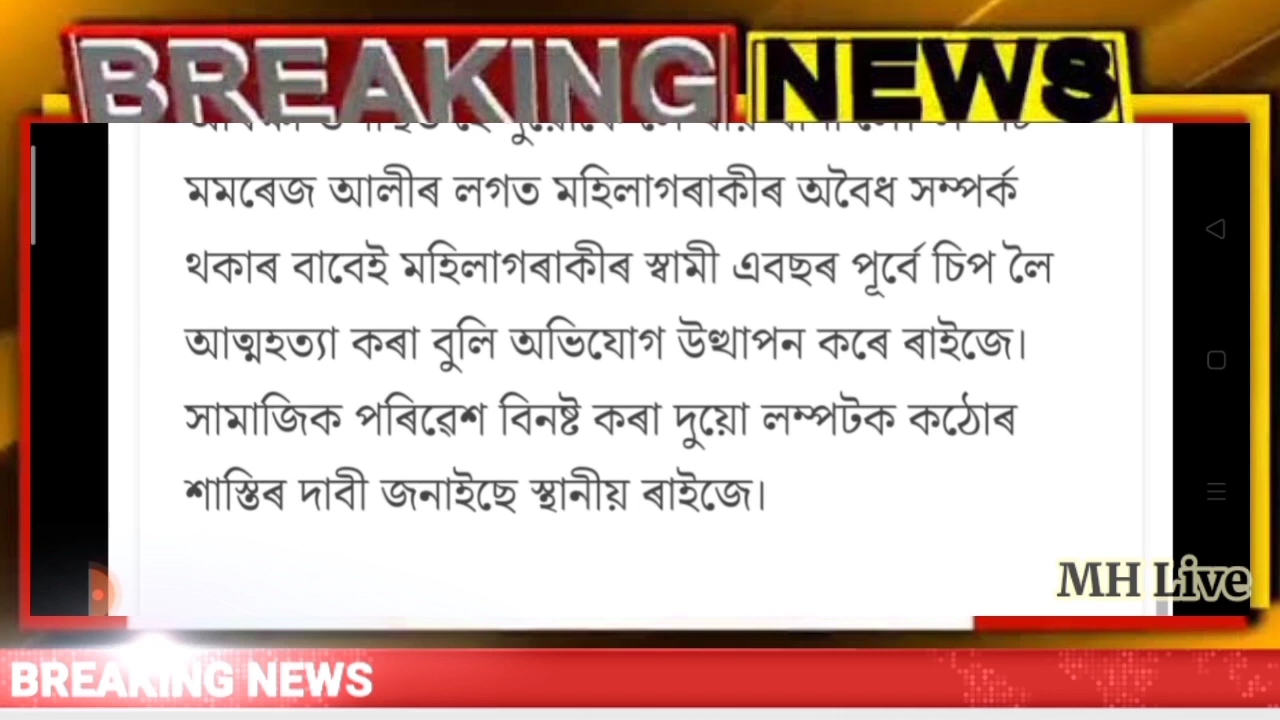 BREAKING NEWS
মমৰেজ আলীৰ লগত মহিলাগৰাকীৰ অবৈধ সম্পৰ্ক
থকাৰ বাবেই মহিলাগৰাকীৰ স্বামী এবছৰ পূৰ্বে চিপ লৈ
আত্মহত্যা কৰা বুলি অভিযোগ উত্থাপন কৰে ৰাইজে।
সামাজিক পৰিৱেশ বিনষ্ট কৰা দুয়ো লম্পটক কঠোৰ
শাস্তিৰ দাবী জনাইছে স্থানীয় ৰাইজে।
MH Live
BREAKING NEWS